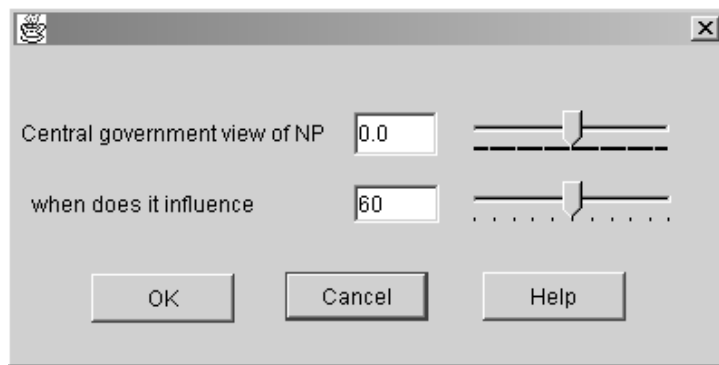 Central government view of NP 0.0
when does it influence 60
OK Cancel Help